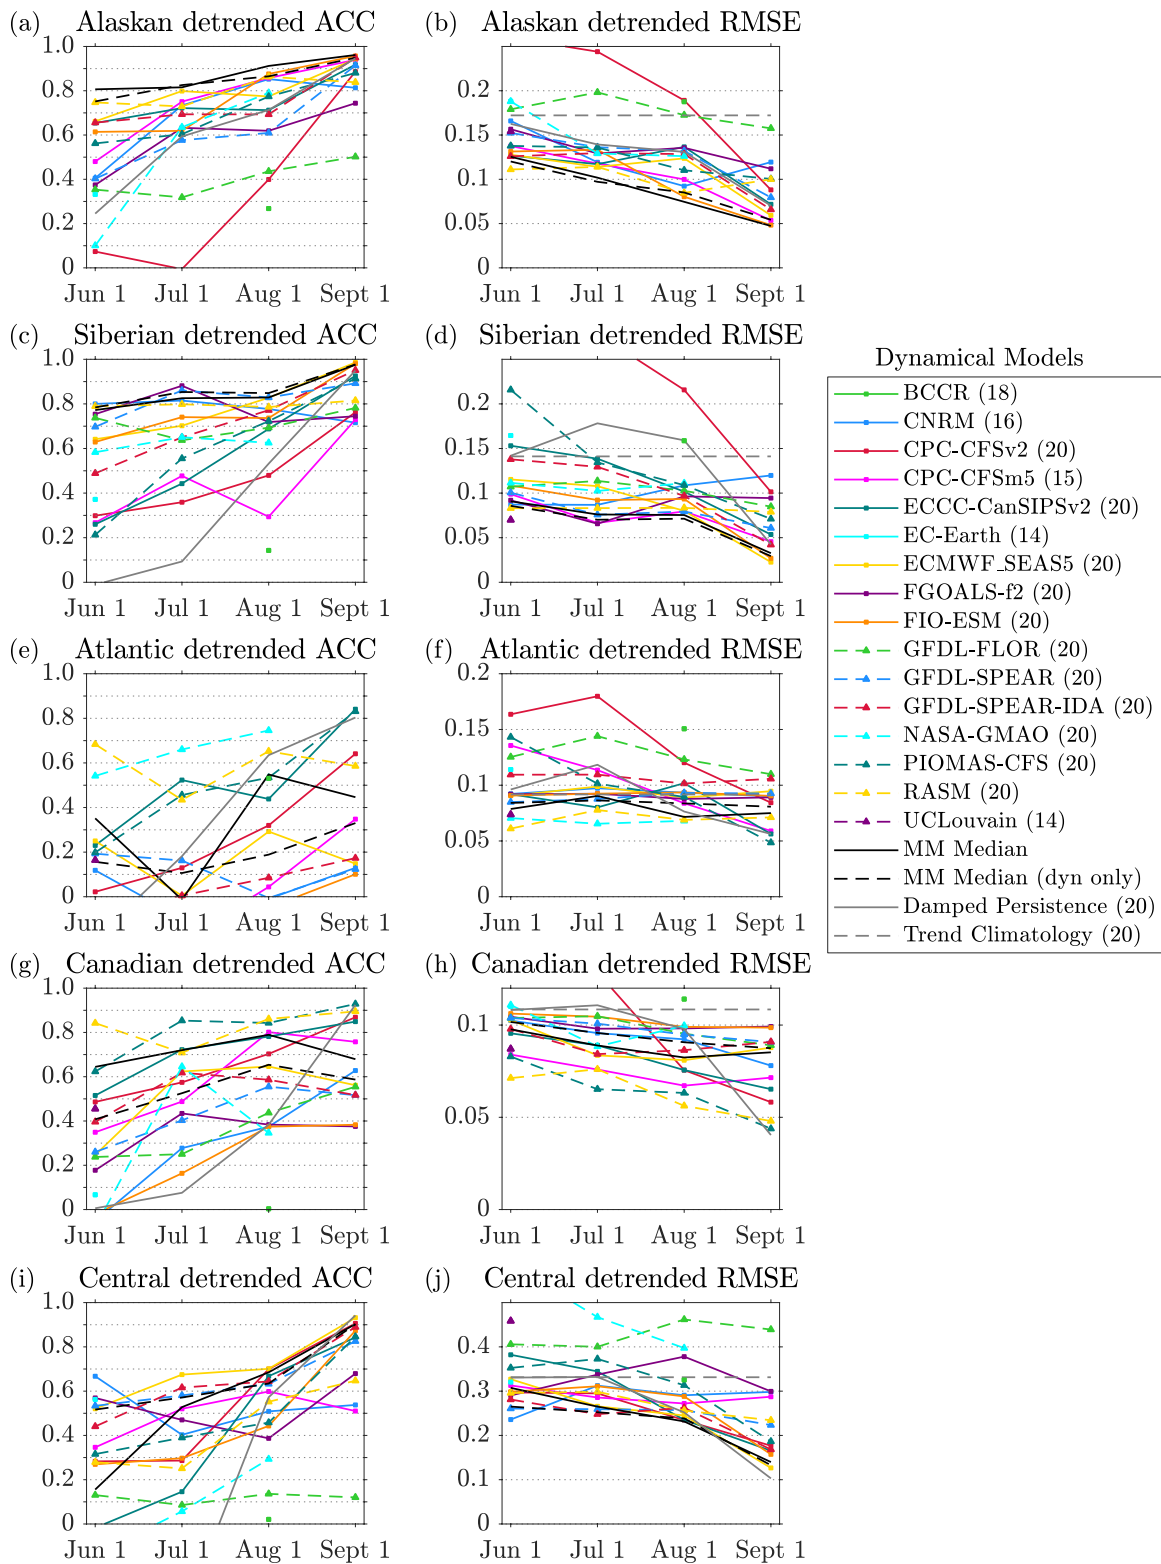 (a) Alaskan detrended ACC
1.0
0.8
0.6
0.4
0.2
0
Jun 1 Jul 1 Aug 1 Sept 1
(b) Alaskan detrended RMSE
0.2
0.15
0.1
0.05
0
Jun 1 Jul 1 Aug 1 Sept 1
(c) Siberian detrended ACC
1.0
0.8
0.6
0.4
0.2
0
Jun 1 Jul 1 Aug 1 Sept 1
(d) Siberian detrended RMSE
0.2
0.15
0.1
0.05
0
Jun 1 Jul 1 Aug 1 Sept 1
(e) Atlantic detrended ACC
1.0
0.8
0.6
0.4
0.2
0
Jun 1 Jul 1 Aug 1 Sept 1
(f) Atlantic detrended RMSE
0.2
0.15
0.1
0.05
0
Jun 1 Jul 1 Aug 1 Sept 1
(g) Canadian detrended ACC
1.0
0.8
0.6
0.4
0.2
0
Jun 1 Jul 1 Aug 1 Sept 1
(h) Canadian detrended RMSE
0.1
0.05
0
Jun 1 Jul 1 Aug 1 Sept 1
(i) Central detrended ACC
1.0
0.8
0.6
0.4
0.2
0
Jun 1 Jul 1 Aug 1 Sept 1
(j) Central detrended RMSE
0.4
0.3
0.2
0.1
0
Jun 1 Jul 1 Aug 1 Sept 1
Dynamical Models
BCCR (18)
CNRM (16)
CPC-CFSv2 (20)
CPC-CFSm5 (15)
ECCC-CanSIPSv2 (20)
EC-Earth (14)
ECMWF_SEAS5 (20)
FGOALS-f2 (20)
FIO-ESM (20)
GFDL-FLOR (20)
GFDL-SPEAR (20)
GFDL-SPEAR-IDA (20)
NASA-GMAO (20)
PIOMAS-CFS (20)
RASM (20)
UCLouvain (14)
MM Median
MM Median (dyn only)
Damped Persistence (20)
Trend Climatology (20)